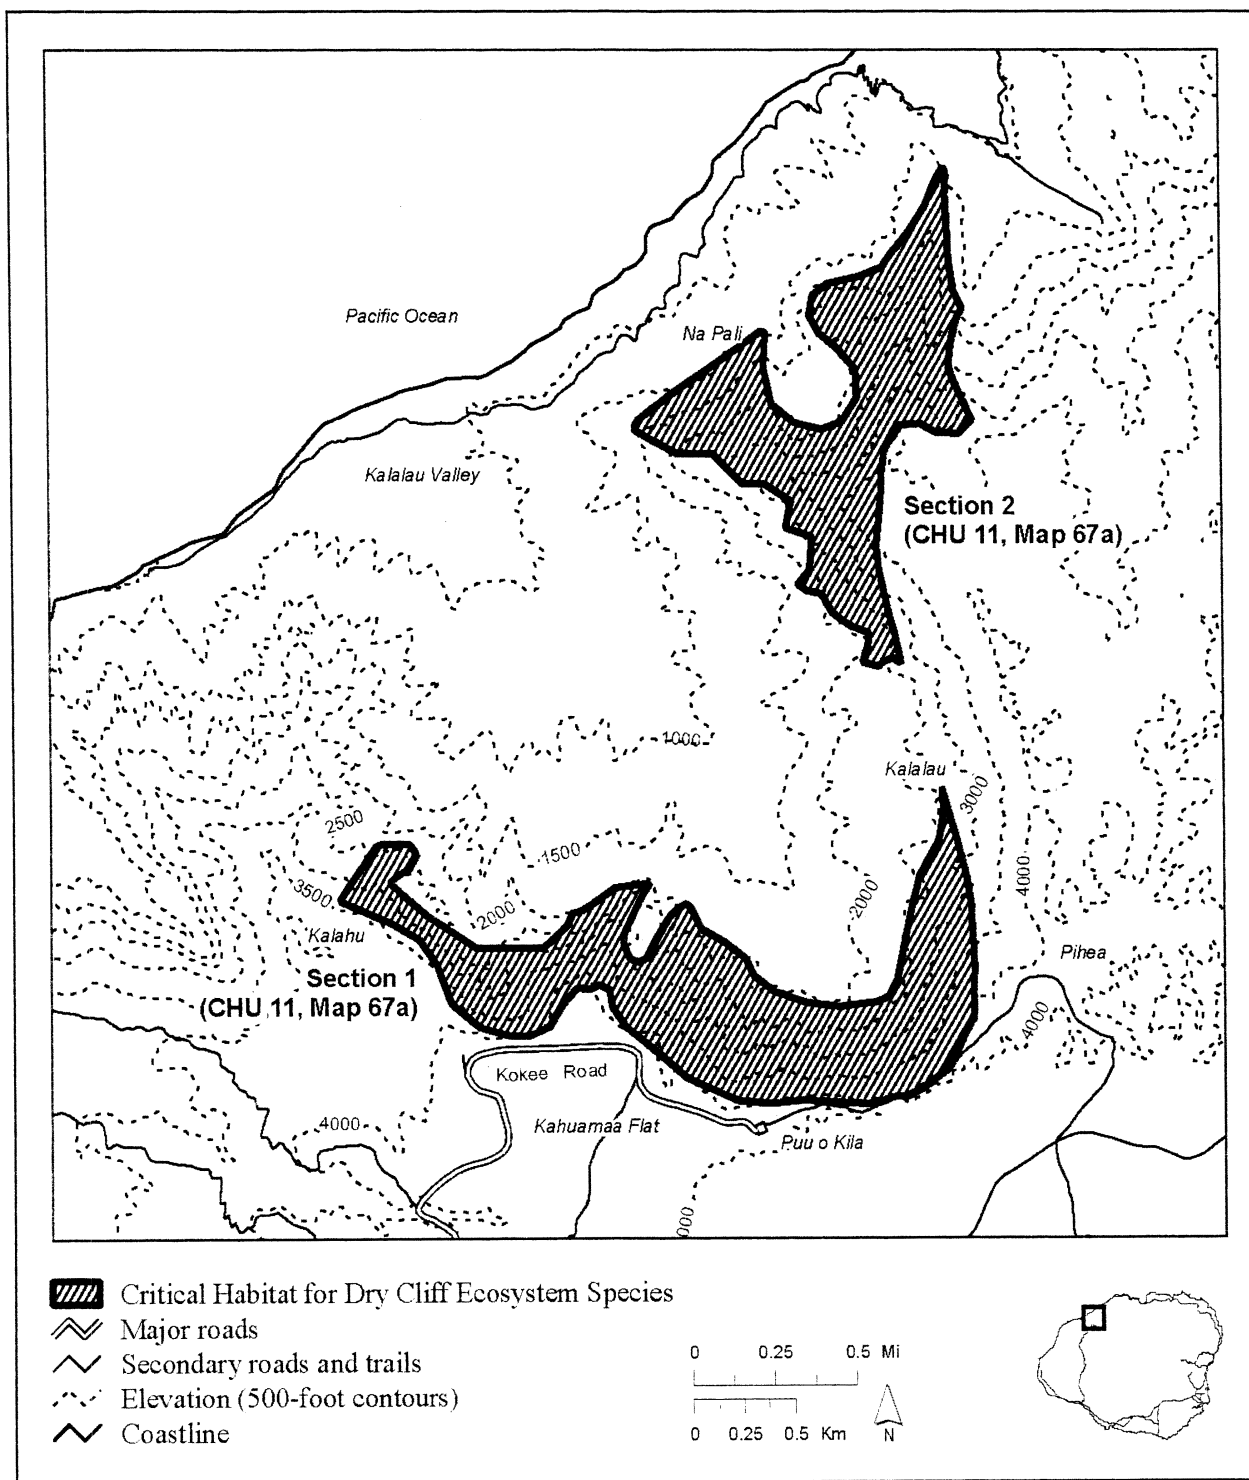 Pacific Ocean
Na Pali
Kalalau Valley
Section 2
(CHU 11, Map 67a)
1000
Kalalau
3000
2500
1500
4000
3500
2000
2000
Kalahu
Pihea
Section 1
(CHU 11, Map 67a)
4000
Kokee Road
4000
Kahuamaa Flat
Puu o Kila
000
Critical Habitat for Dry Cliff Ecosystem Species
Major roads
Secondary roads and trails
Elevation (500-foot contours)
Coastline
0 0.25 0.5 Mi
0 0.25 0.5 Km
N